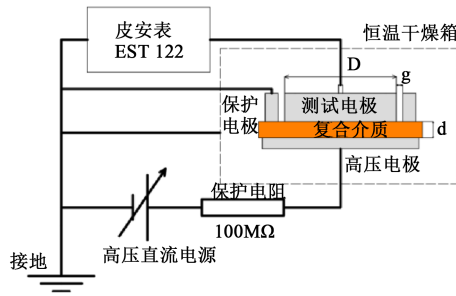 皮安表
EST 122
恒温干燥箱
D
g
保护
电极
测试电极
复合介质
d
高压电极
保护电阻
100MΩ
高压直流电源
接地